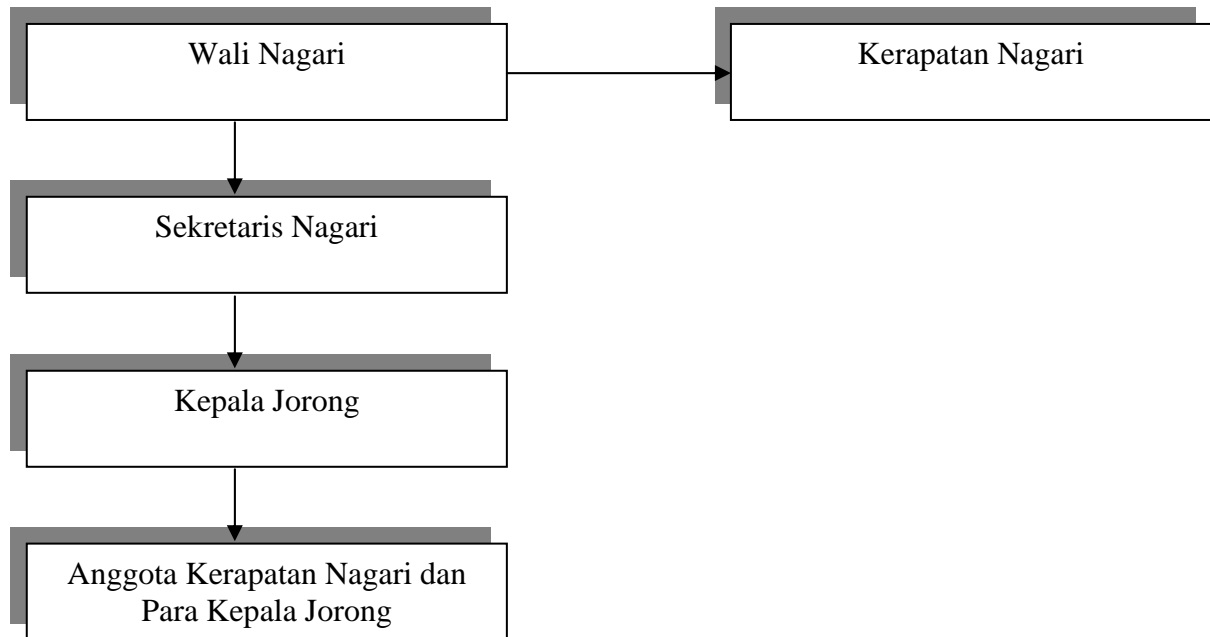 Wali Nagari
Kerapatan Nagari
Sekretaris Nagari
Kepala Jorong
Anggota Kerapatan Nagari dan
Para Kepala Jorong